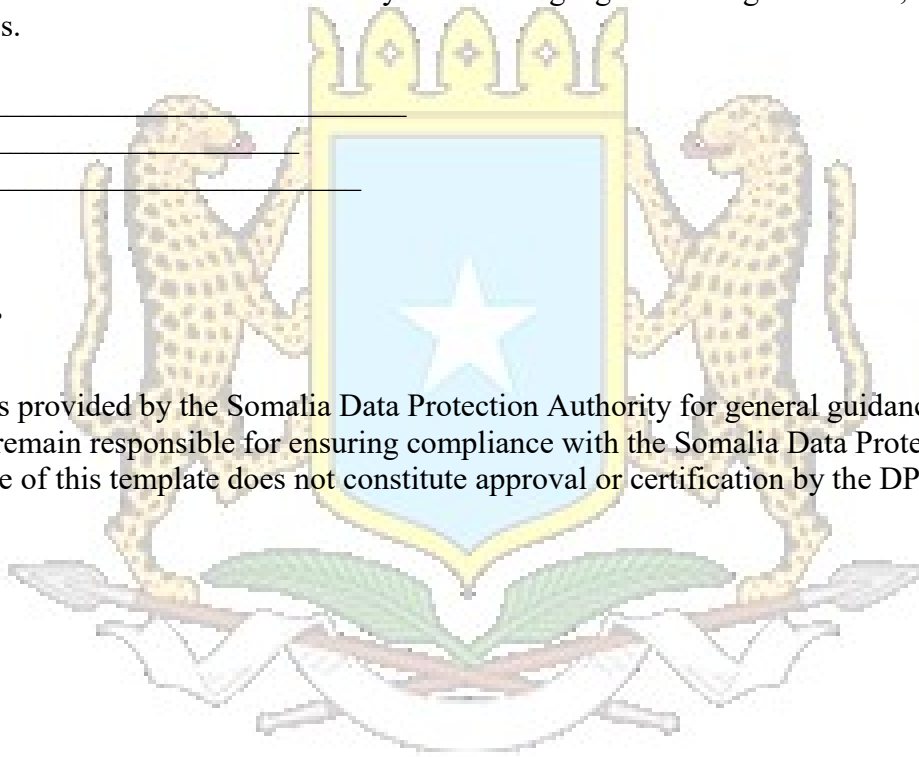 s.
s provided by the Somalia Data Protection Authority for general guidanc
remain responsible for ensuring compliance with the Somalia Data Prote
e of this template does not constitute approval or certification by the DP